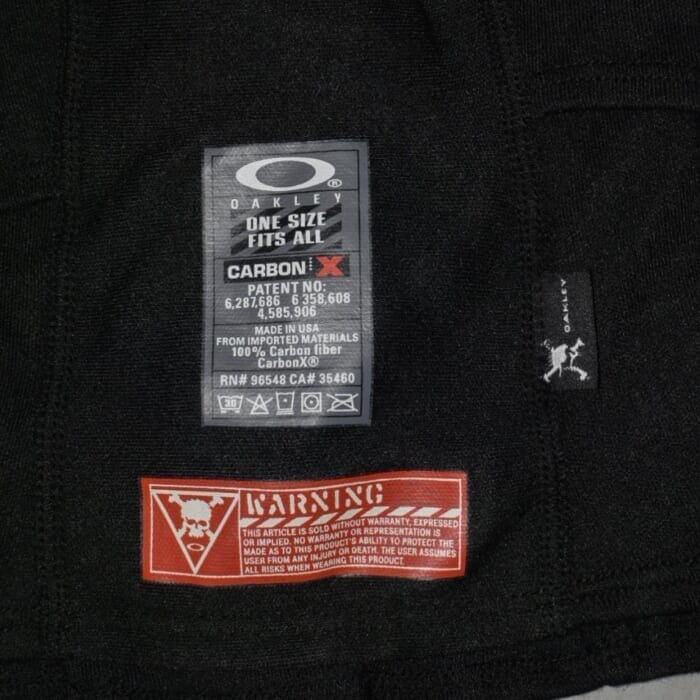 OAKLEY
ONE SIZE
FITS ALL
CARBON X
PATENT NO:
6,287,686 6 358,608
4,585,906
MADE IN USA
FROM IMPORTED MATERIALS
100% Carbon fiber
CarbonX®
RN# 96548 CA# 35460
30
OAKLEY
WARNING
THIS ARTICLE IS SOLD WITHOUT WARRANTY, EXPRESSED
OR IMPLIED. NO WARRANTY OR REPRESENTATION IS
MADE AS TO THIS PRODUCT'S ABILITY TO PROTECT THE
USER FROM ANY INJURY OR DEATH. THE USER ASSUMES
ALL RISKS WHEN WEARING THIS PRODUCT.